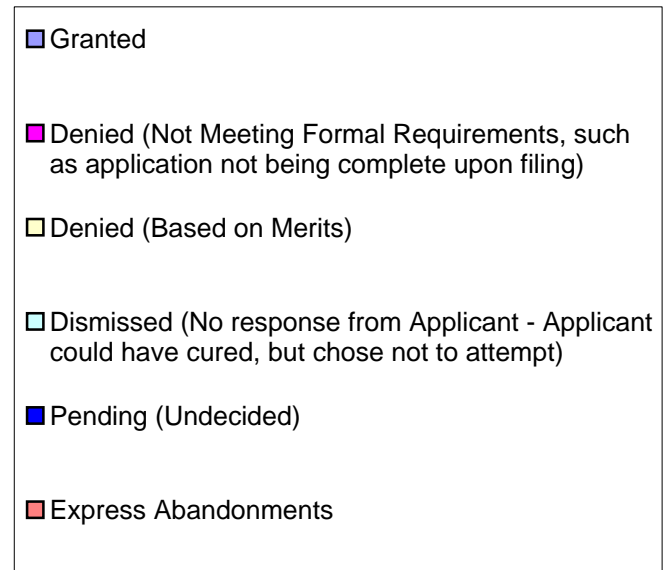 Granted
Denied (Not Meeting Formal Requirements, such
as application not being complete upon filing)
Denied (Based on Merits)
Dismissed (No response from Applicant - Applicant
could have cured, but chose not to attempt)
Pending (Undecided)
Express Abandonments